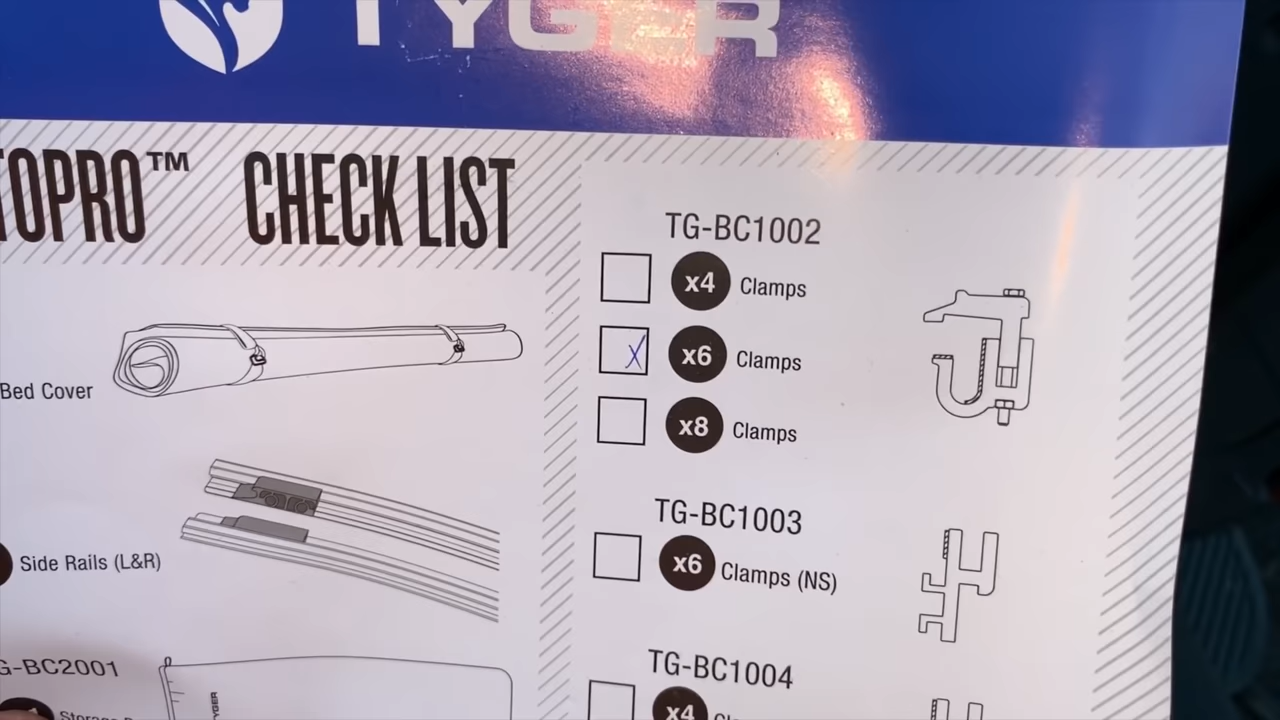 TYGER
TOPRO™ CHECK LIST
Bed Cover
Side Rails (L&R)
G-BC2001
TYGER
TG-BC1002
x4 Clamps
X x6 Clamps
x8 Clamps
TG-BC1003
x6 Clamps (NS)
TG-BC1004
x4